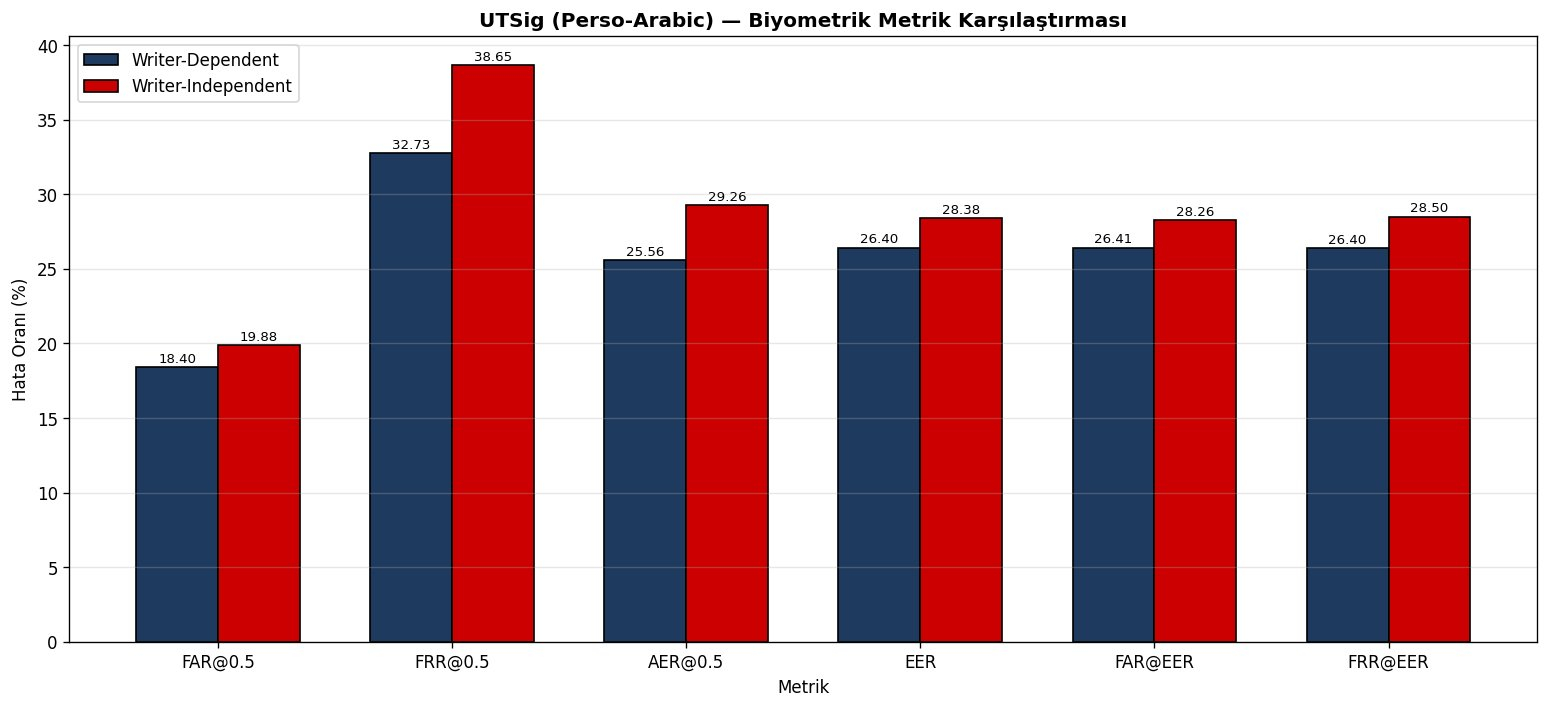 UTSig (Perso-Arabic) — Biyometrik Metrik Karşılaştırması
Writer-Dependent
Writer-Independent
Hata Oranı (%)
40
35
30
25
20
15
10
5
0
18.40
19.88
32.73
38.65
25.56
29.26
26.40
28.38
26.41
28.26
26.40
28.50
FAR@0.5
FRR@0.5
AER@0.5
EER
FAR@EER
FRR@EER
Metrik